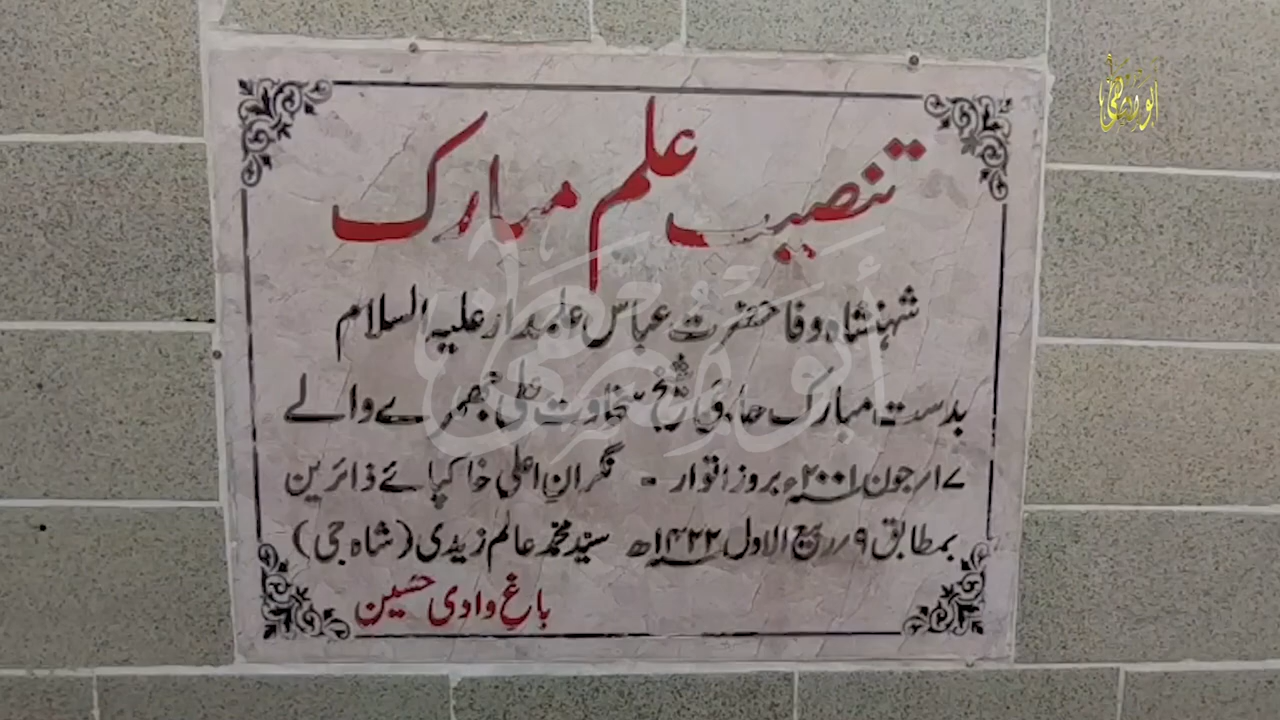 تنصیب علم مبارک
شہنشاہ وفا حضرت عباس علمدار علیہ السلام
بدست مبارک حاجی شیخ سخاوت علی جھمرے والے
۱۷ جون ۲۰۰۱ء بروز اتوار - نگرانِ اعلیٰ خاکپائے ذائرین
بمطابق ۹ ربیع الاول ۱۴۲۲ھ سیّد محمد عالم زیدی (شاہ جی)
باغِ وادی حسین